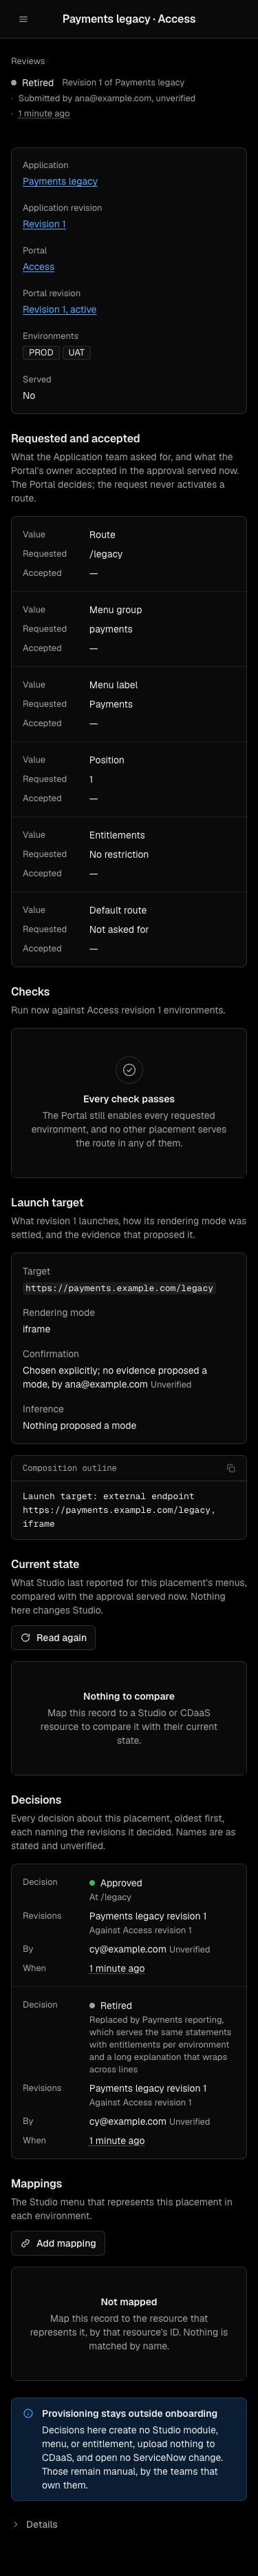 Payments legacy · Access
Reviews
Retired Revision 1 of Payments legacy
· Submitted by ana@example.com, unverified
· 1 minute ago
Application
Payments legacy
Application revision
Revision 1
Portal
Access
Portal revision
Revision 1, active
Environments
PROD UAT
Served
No
Requested and accepted
What the Application team asked for, and what the
Portal's owner accepted in the approval served now.
The Portal decides; the request never activates a
route.
Value Route
Requested /legacy
Accepted —
Value Menu group
Requested payments
Accepted —
Value Menu label
Requested Payments
Accepted —
Value Position
Requested 1
Accepted —
Value Entitlements
Requested No restriction
Accepted —
Value Default route
Requested Not asked for
Accepted —
Checks
Run now against Access revision 1 environments.
Every check passes
The Portal still enables every requested
environment, and no other placement serves
the route in any of them.
Launch target
What revision 1 launches, how its rendering mode was
settled, and the evidence that proposed it.
Target
https://payments.example.com/legacy
Rendering mode
iframe
Confirmation
Chosen explicitly; no evidence proposed a
mode, by ana@example.com Unverified
Inference
Nothing proposed a mode
Composition outline
Launch target: external endpoint
https://payments.example.com/legacy,
iframe
Current state
What Studio last reported for this placement's menus,
compared with the approval served now. Nothing
here changes Studio.
Read again
Nothing to compare
Map this record to a Studio or CDaaS
resource to compare it with their current
state.
Decisions
Every decision about this placement, oldest first,
each naming the revisions it decided. Names are as
stated and unverified.
Decision Approved
At /legacy
Revisions Payments legacy revision 1
Against Access revision 1
By cy@example.com Unverified
When 1 minute ago
Decision Retired
Replaced by Payments reporting,
which serves the same statements
with entitlements per environment
and a long explanation that wraps
across lines
Revisions Payments legacy revision 1
Against Access revision 1
By cy@example.com Unverified
When 1 minute ago
Mappings
The Studio menu that represents this placement in
each environment.
Add mapping
Not mapped
Map this record to the resource that
represents it, by that resource's ID. Nothing is
matched by name.
Provisioning stays outside onboarding
Decisions here create no Studio module,
menu, or entitlement, upload nothing to
CDaaS, and open no ServiceNow change.
Those remain manual, by the teams that
own them.
Details